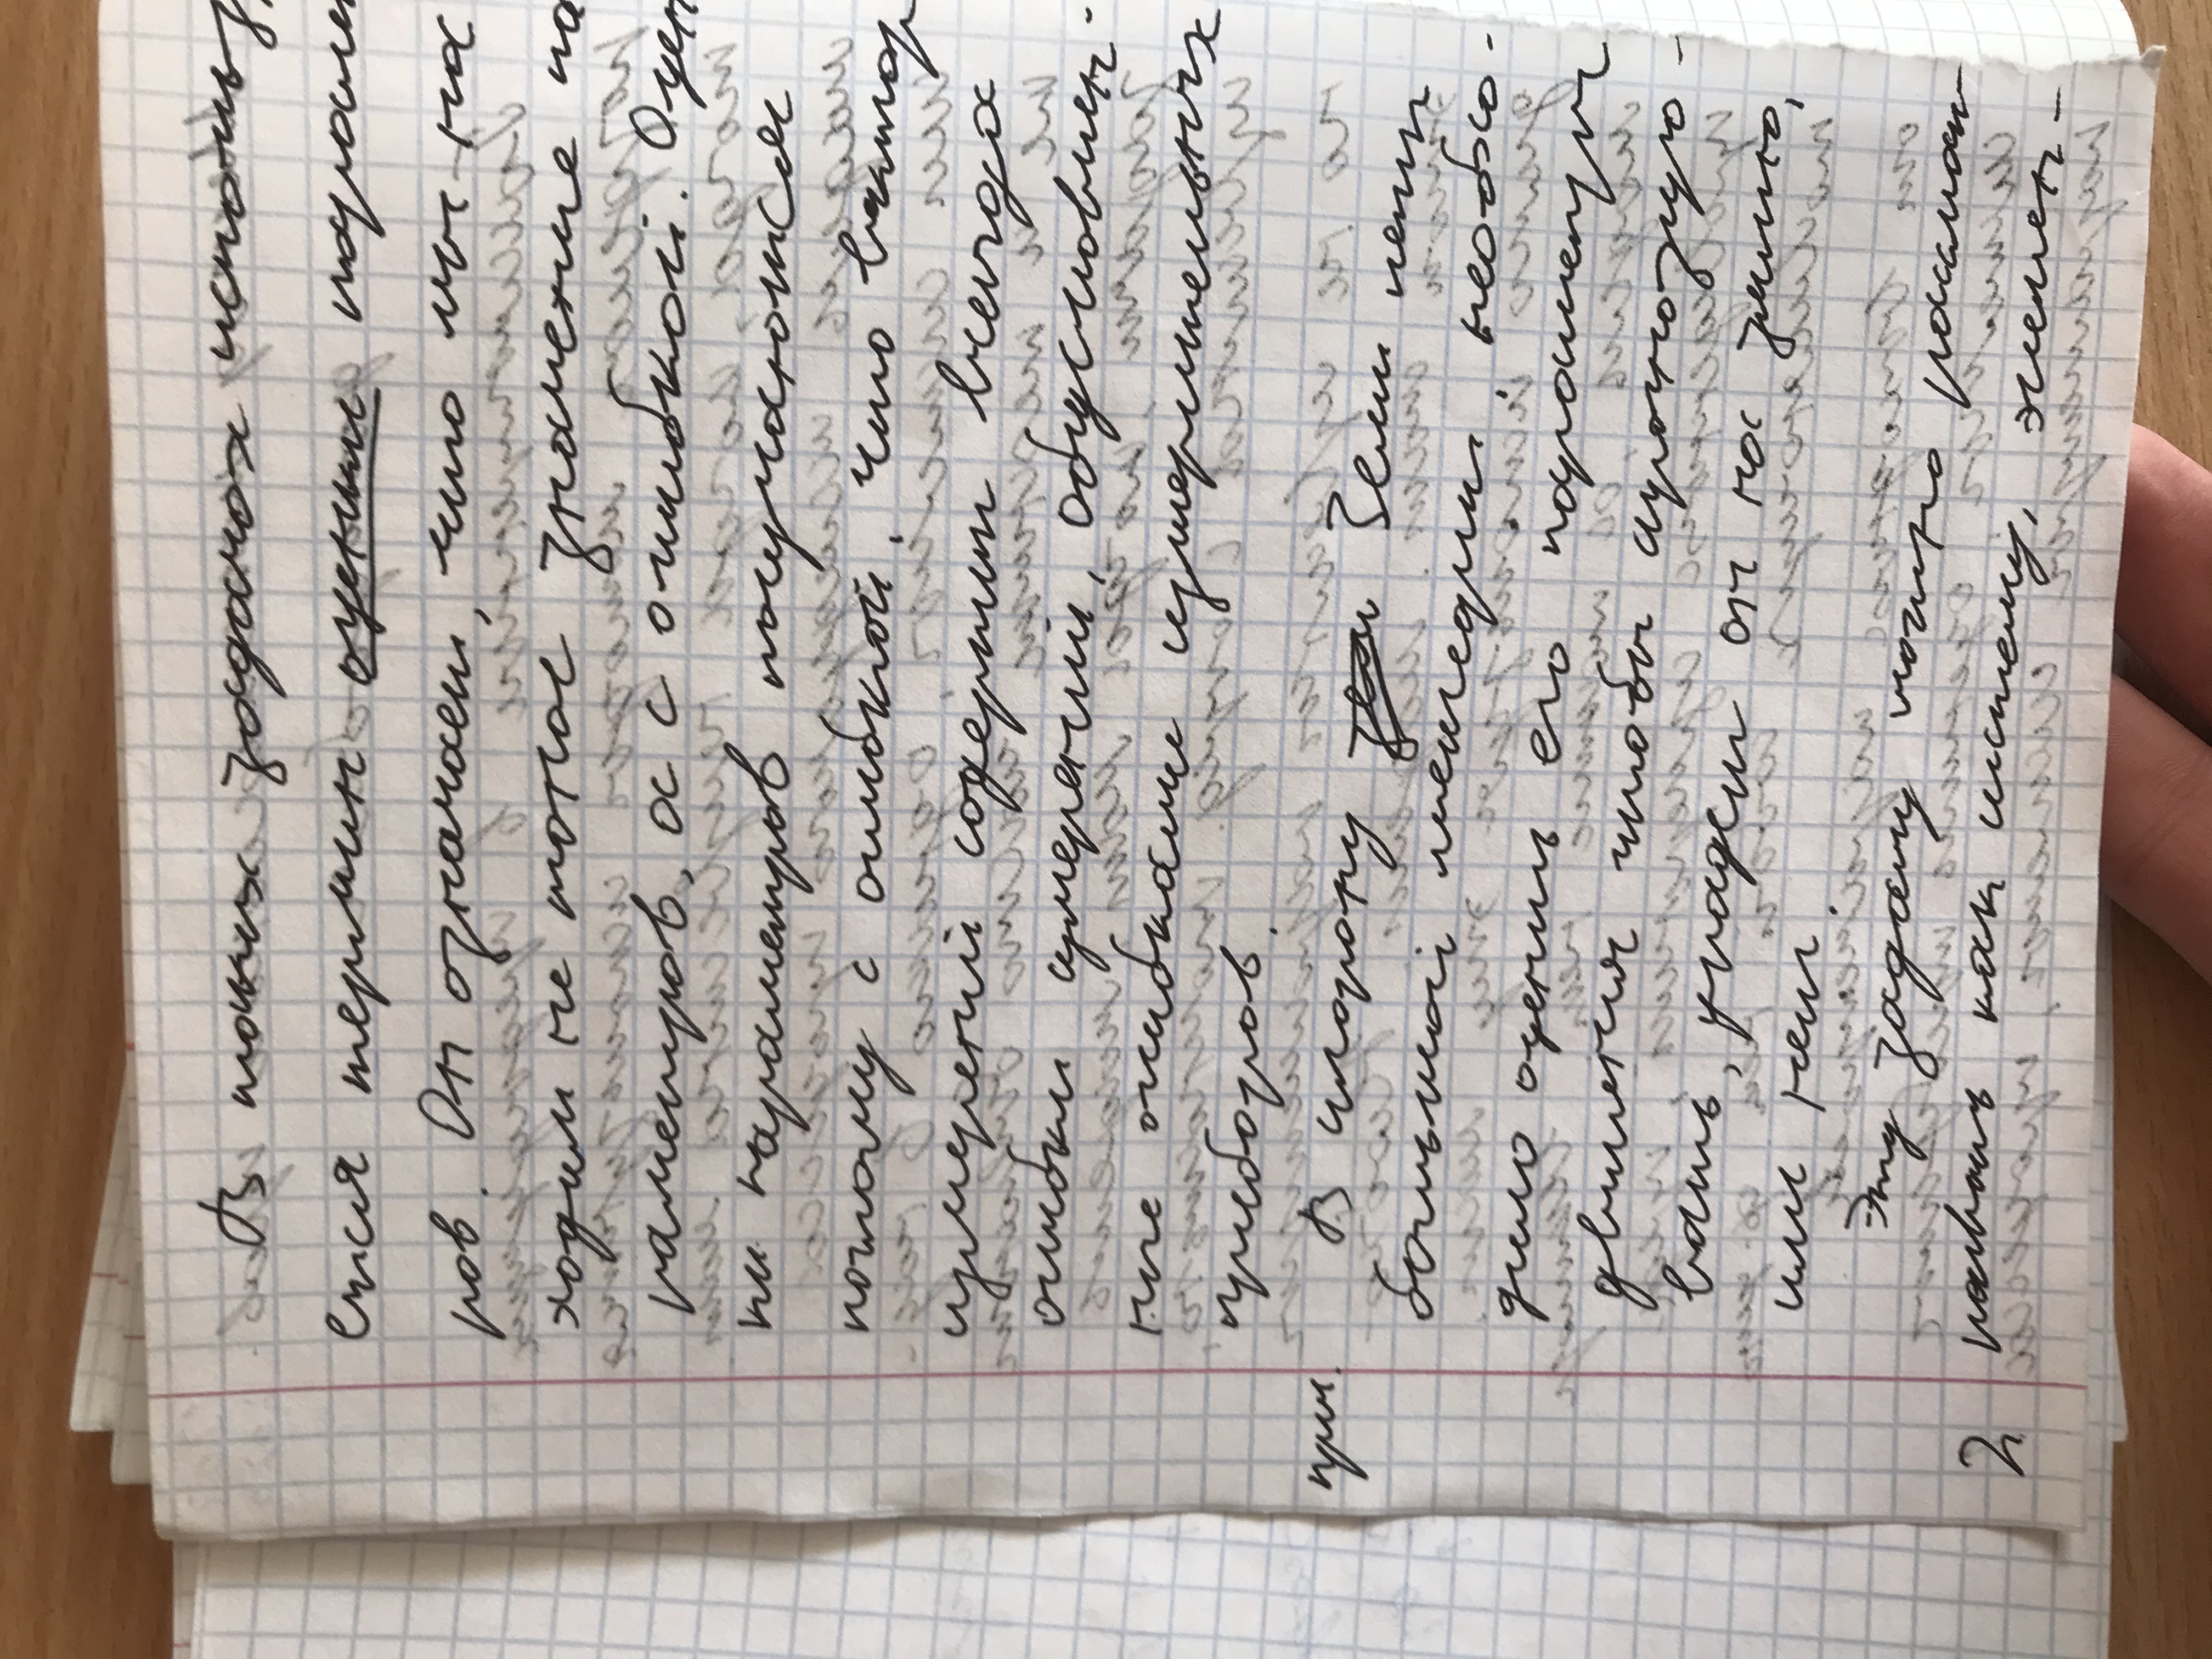 В таких задачах использу
ется термин оценки парамет
ров. Он означает, что мы на
ходим не точное значение па
раметров, а с ошибкой. Оцен
ки параметров получаются
потому с ошибкой, что вектор
измерений содержит всегда
ошибки измерений, обусловлен-
ные ошибками измерительных
приборов.
прим. В сторону Земли летит
большой метеорит, необхо-
димо оценить его параметры
движения чтобы спрогнозиро-
вать, упадет он на землю,
или нет.
Эту задачу можно рассмат-
2 ривать как систему, элемен-